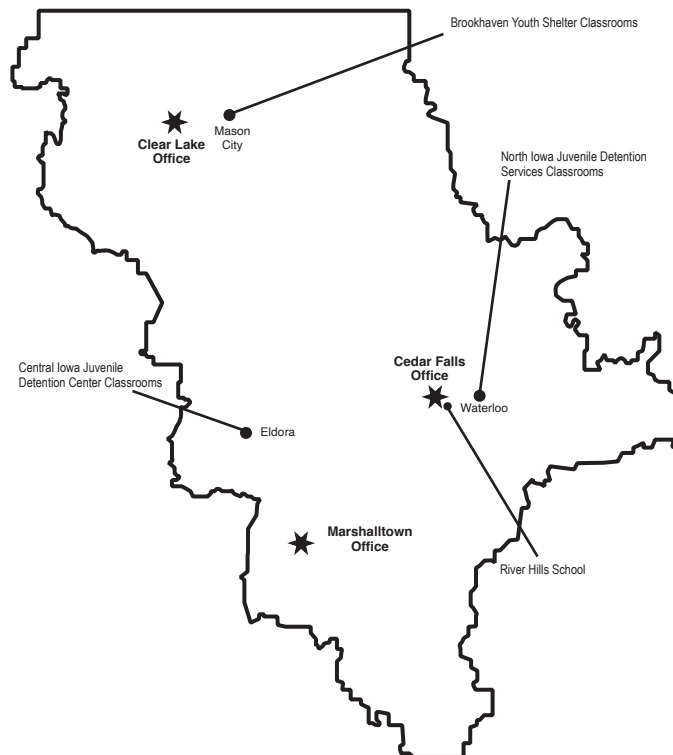 Brookhaven Youth Shelter Classrooms
Mason
City
Clear Lake
Office
North Iowa Juvenile Detention
Services Classrooms
Cedar Falls
Office
Waterloo
Central Iowa Juvenile
Detention Center Classrooms
Eldora
Marshalltown
Office
River Hills School